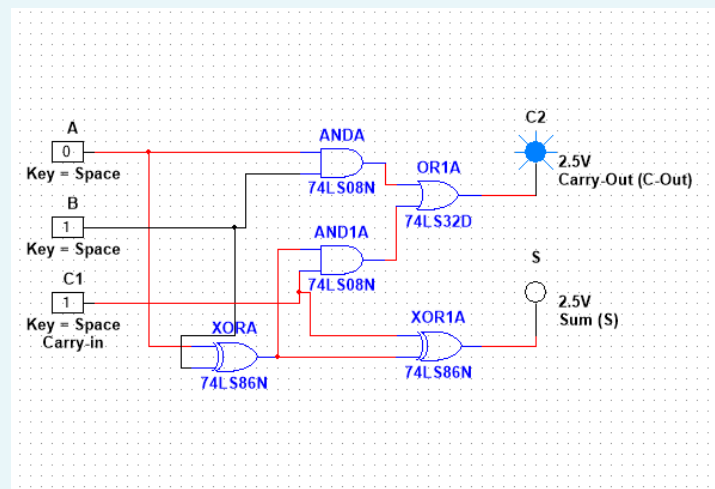 A
0
Key = Space
B
1
Key = Space
C1
1
Key = Space
Carry-in
ANDA
74LS08N
AND1A
74LS08N
XORA
74LS86N
OR1A
74LS32D
XOR1A
74LS86N
C2
2.5V
Carry-Out (C-Out)
S
2.5V
Sum (S)